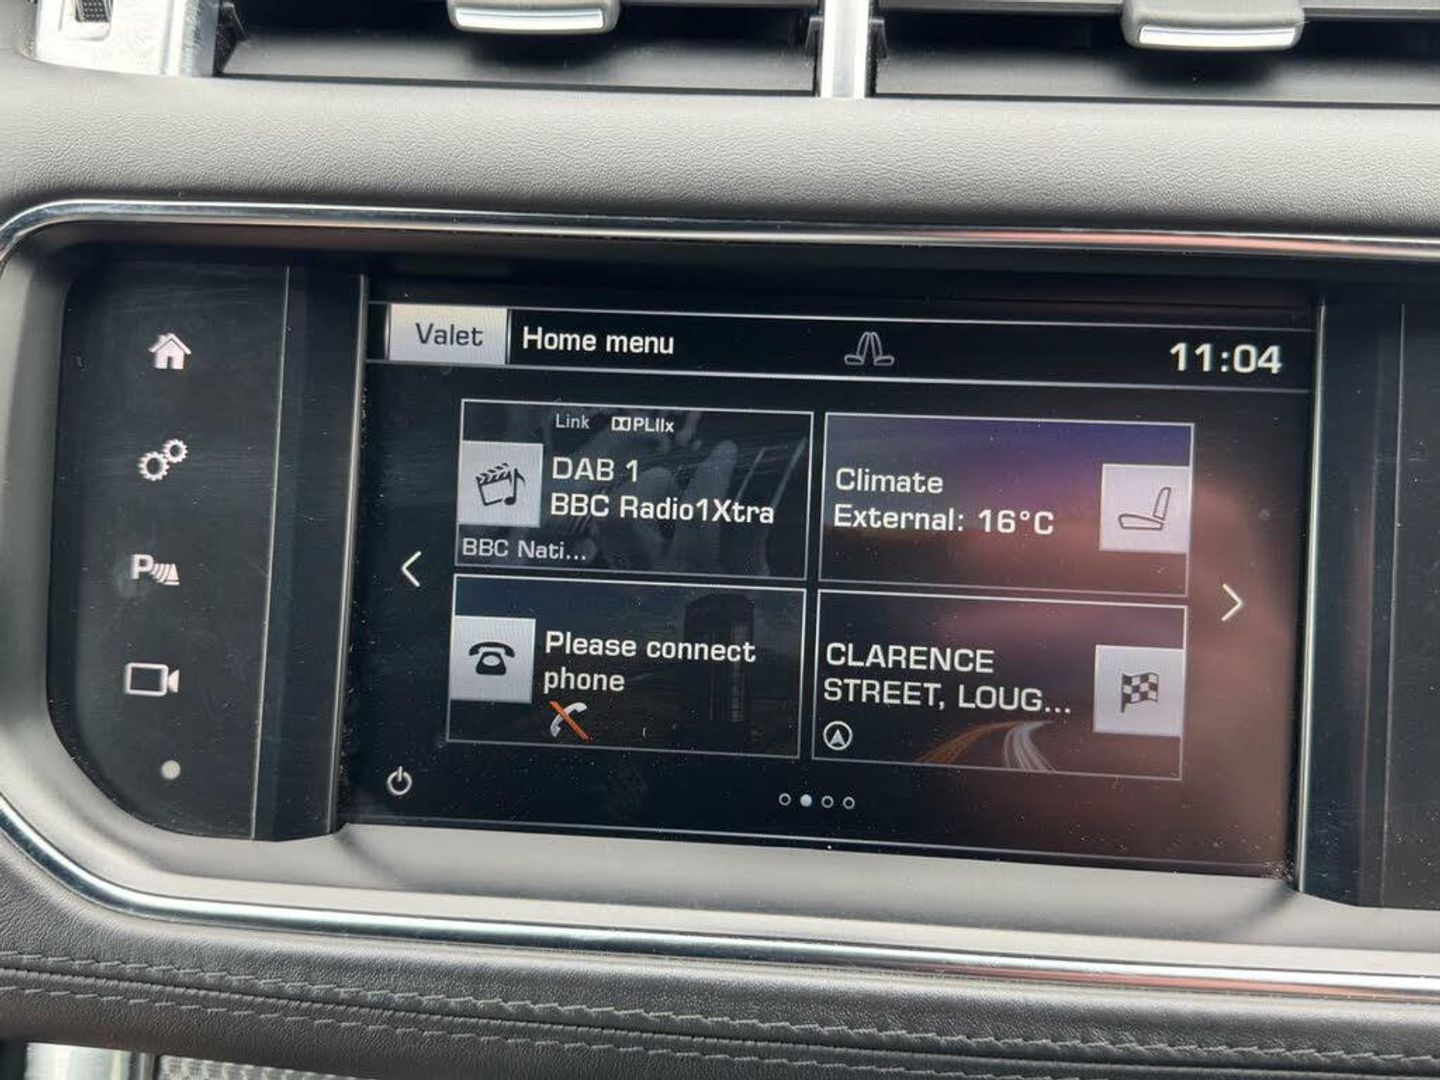 Valet
Home menu
11:04
Link PLIIx
DAB 1
BBC Radio1Xtra
BBC Nati...
Climate
External: 16°C
Please connect
phone
CLARENCE
STREET, LOUG...
P